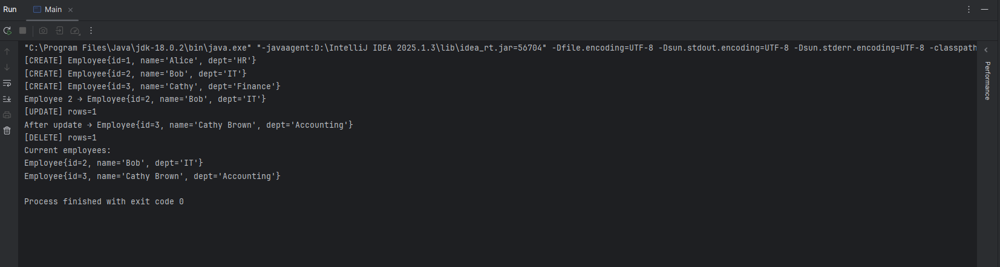 Run Main
"C:\Program Files\Java\jdk-18.0.2\bin\java.exe" "-javaagent:D:\IntelliJ IDEA 2025.1.3\lib\idea_rt.jar=56704" -Dfile.encoding=UTF-8 -Dsun.stdout.encoding=UTF-8 -Dsun.stderr.encoding=UTF-8 -classpath
[CREATE] Employee{id=1, name='Alice', dept='HR'}
[CREATE] Employee{id=2, name='Bob', dept='IT'}
[CREATE] Employee{id=3, name='Cathy', dept='Finance'}
Employee 2 → Employee{id=2, name='Bob', dept='IT'}
[UPDATE] rows=1
After update → Employee{id=3, name='Cathy Brown', dept='Accounting'}
[DELETE] rows=1
Current employees:
Employee{id=2, name='Bob', dept='IT'}
Employee{id=3, name='Cathy Brown', dept='Accounting'}
Process finished with exit code 0
Performance